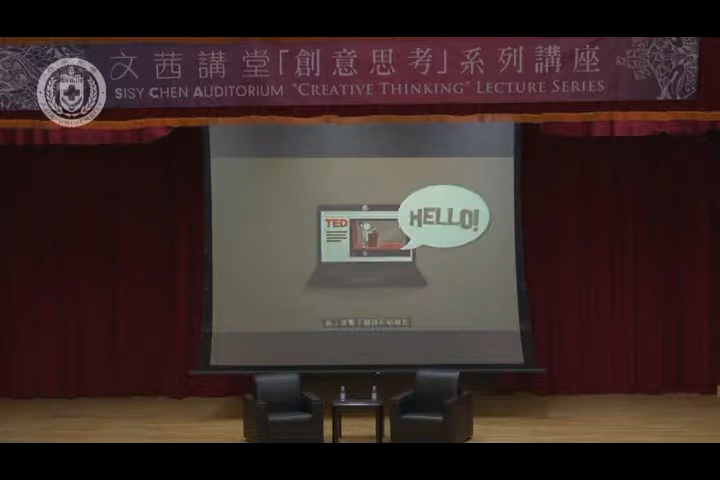 文茜講堂「創意思考」系列講座
SISY CHEN AUDITORIUM "CREATIVE THINKING" LECTURE SERIES
TED
HELLO!